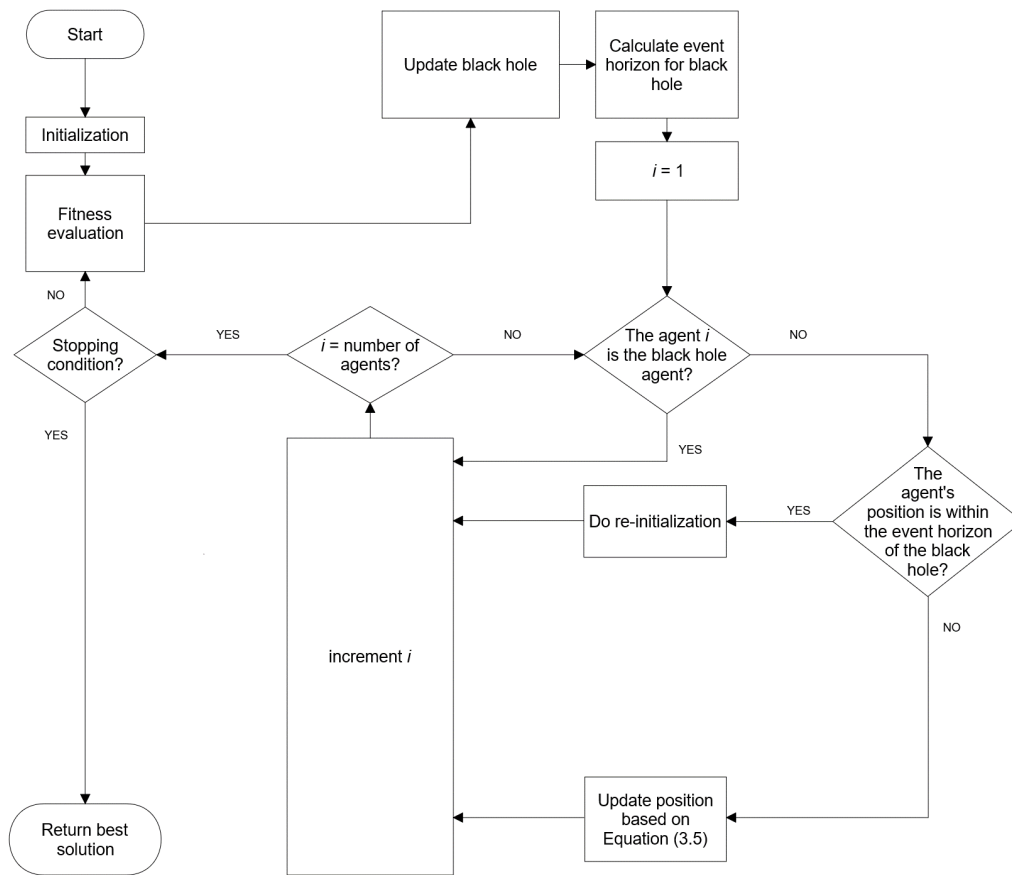 Start
Initialization
Fitness
evaluation
Update black hole
Calculate event
horizon for black
hole
i = 1
NO
Stopping
condition?
YES
YES
i = number of
agents?
NO
The agent i
is the black hole
agent?
NO
YES
The
agent's
position is within
the event horizon
of the black
hole?
YES
Do re-initialization
NO
increment i
Update position
based on
Equation (3.5)
Return best
solution